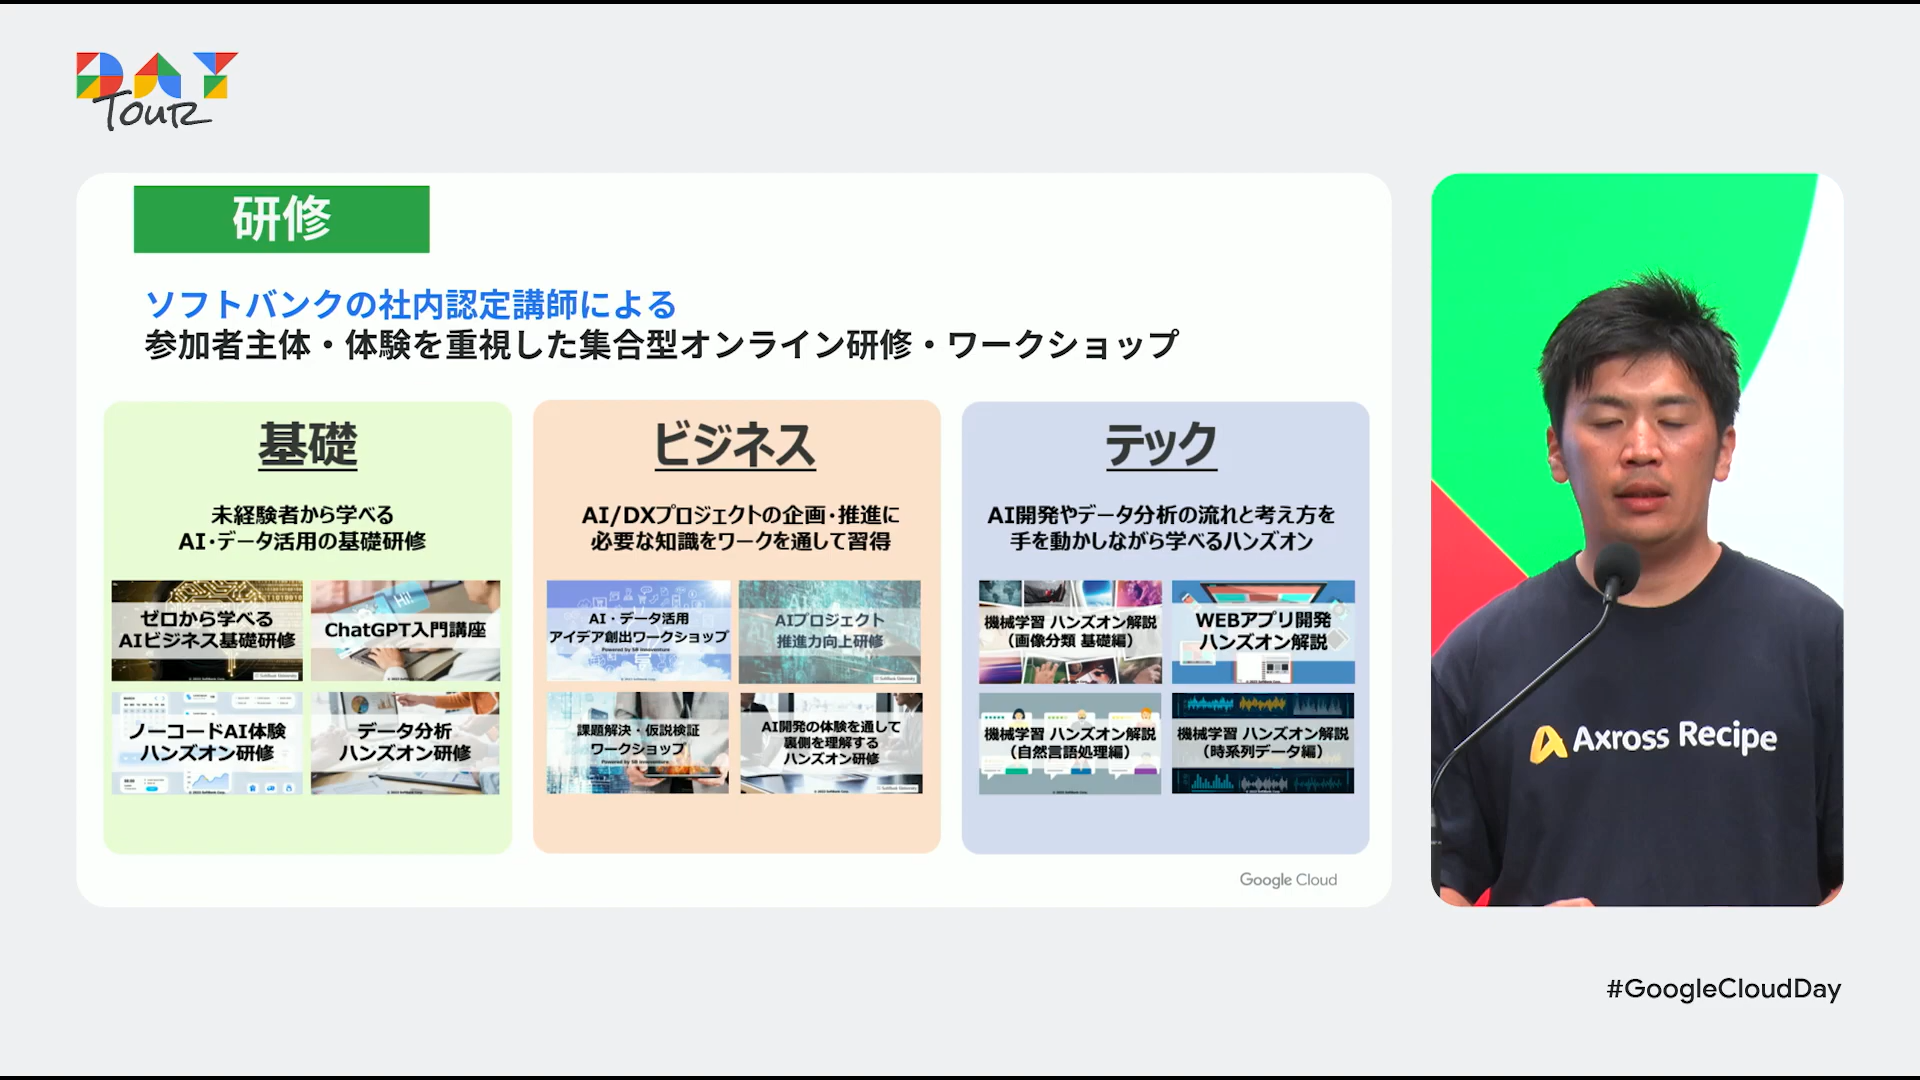 DAY
Tour
研修
ソフトバンクの社内認定講師による
参加者主体・体験を重視した集合型オンライン研修・ワークショップ
基礎
未経験者から学べる
AI・データ活用の基礎研修
ゼロから学べる
AIビジネス基礎研修
ChatGPT入門講座
ノーコードAI体験
ハンズオン研修
データ分析
ハンズオン研修
ビジネス
AI/DXプロジェクトの企画・推進に
必要な知識をワークを通して習得
AI・データ活用
アイデア創出ワークショップ
Powered by SB innoventure
AIプロジェクト
推進力向上研修
課題解決・仮説検証
ワークショップ
Powered by SB innoventure
AI開発の体験を通して
裏側を理解する
ハンズオン研修
テック
AI開発やデータ分析の流れと考え方を
手を動かしながら学べるハンズオン
機械学習 ハンズオン解説
（画像分類 基礎編）
WEBアプリ開発
ハンズオン解説
機械学習 ハンズオン解説
（自然言語処理編）
機械学習 ハンズオン解説
（時系列データ編）
Google Cloud
Axross Recipe
#GoogleCloudDay